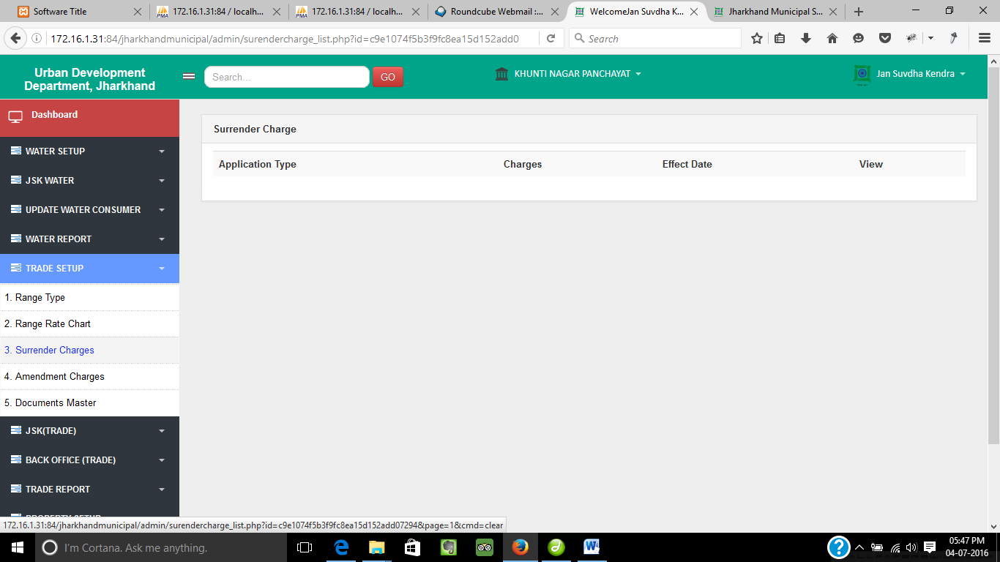 Software Title
172.16.1.31:84 / localh...
172.16.1.31:84 / localh...
Roundcube Webmail :...
WelcomeJan Suvdha K...
Jharkhand Municipal S...
172.16.1.31:84/jharkhandmunicipal/admin/surendercharge_list.php?id=c9e1074f5b3f9fc8ea15d152add0
Search
Urban Development
Department, Jharkhand
Search...
GO
KHUNTI NAGAR PANCHAYAT
Jan Suvdha Kendra
Dashboard
WATER SETUP
JSK WATER
UPDATE WATER CONSUMER
WATER REPORT
TRADE SETUP
1. Range Type
2. Range Rate Chart
3. Surrender Charges
4. Amendment Charges
5. Documents Master
JSK(TRADE)
BACK OFFICE (TRADE)
TRADE REPORT
PROPERTY SETUP
Surrender Charge
Application Type Charges Effect Date View
172.16.1.31:84/jharkhandmunicipal/admin/surendercharge_list.php?id=c9e1074f5b3f9fc8ea15d152add07294&page=1&cmd=clear
I'm Cortana. Ask me anything.
05:47 PM
04-07-2016